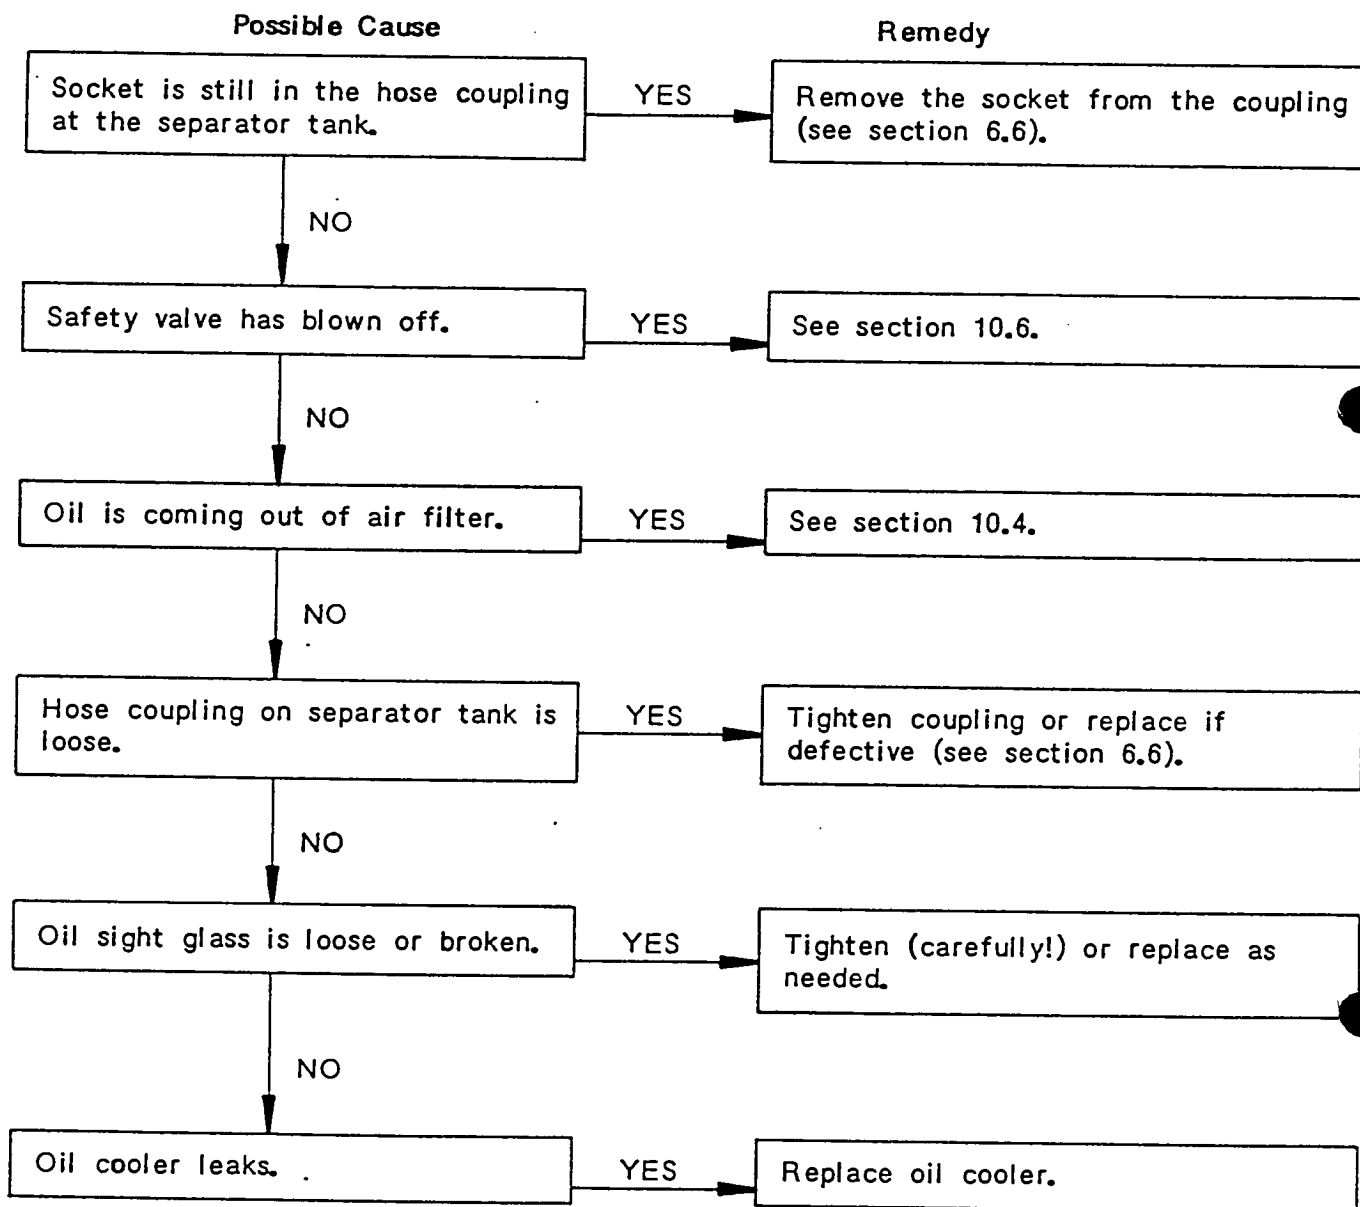 Possible Cause
Remedy
Socket is still in the hose coupling
at the separator tank.
YES
Remove the socket from the coupling
(see section 6.6).
NO
Safety valve has blown off.
YES
See section 10.6.
NO
Oil is coming out of air filter.
YES
See section 10.4.
NO
Hose coupling on separator tank is
loose.
YES
Tighten coupling or replace if
defective (see section 6.6).
NO
Oil sight glass is loose or broken.
YES
Tighten (carefully!) or replace as
needed.
NO
Oil cooler leaks.
YES
Replace oil cooler.